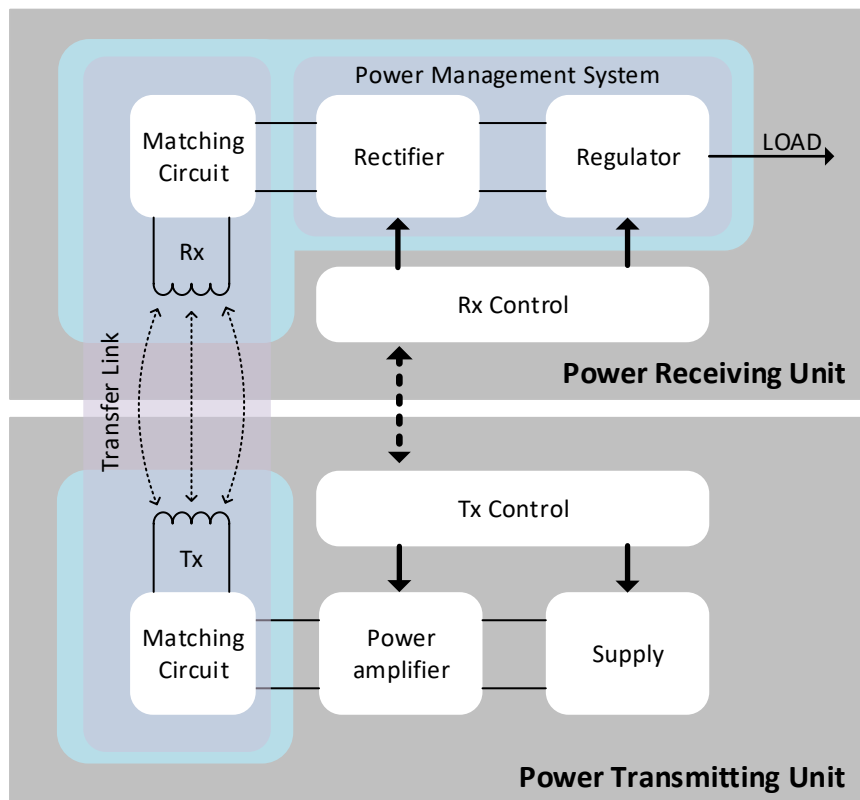 Power Management System
Matching
Circuit
Rectifier
Regulator
LOAD
Rx
Rx Control
Transfer Link
Power Receiving Unit
Tx Control
Tx
Matching
Circuit
Power
amplifier
Supply
Power Transmitting Unit